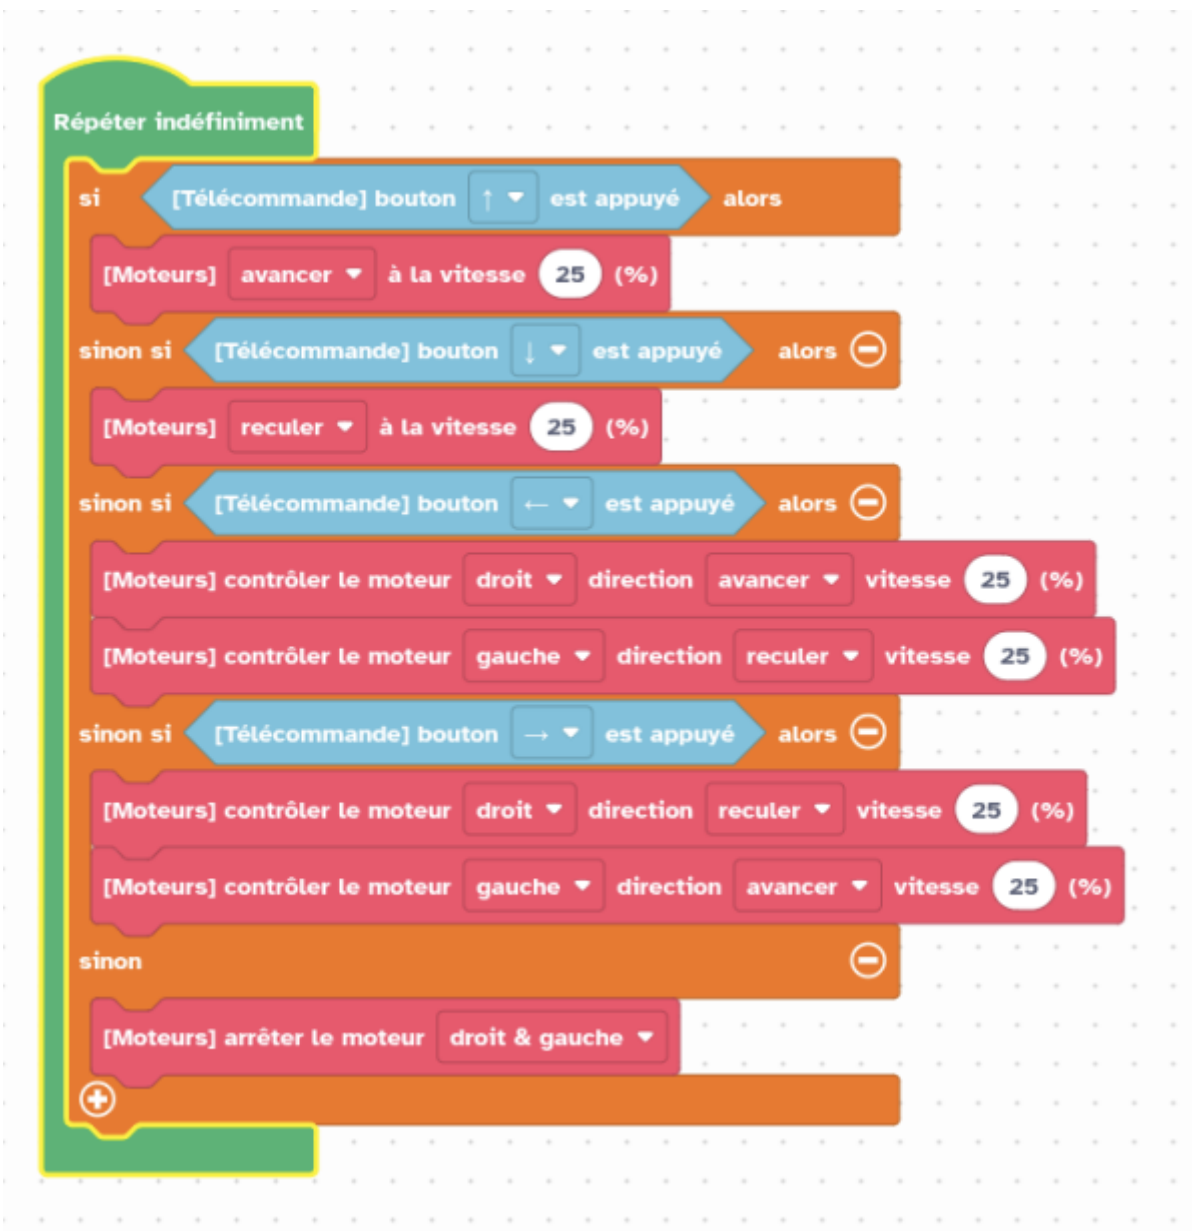 Répéter indéfiniment
si [Télécommande] bouton ↑ est appuyé alors
[Moteurs] avancer à la vitesse 25 (%)
sinon si [Télécommande] bouton ↓ est appuyé alors
[Moteurs] reculer à la vitesse 25 (%)
sinon si [Télécommande] bouton ← est appuyé alors
[Moteurs] contrôler le moteur droit direction avancer vitesse 25 (%)
[Moteurs] contrôler le moteur gauche direction reculer vitesse 25 (%)
sinon si [Télécommande] bouton → est appuyé alors
[Moteurs] contrôler le moteur droit direction reculer vitesse 25 (%)
[Moteurs] contrôler le moteur gauche direction avancer vitesse 25 (%)
sinon
[Moteurs] arrêter le moteur droit & gauche